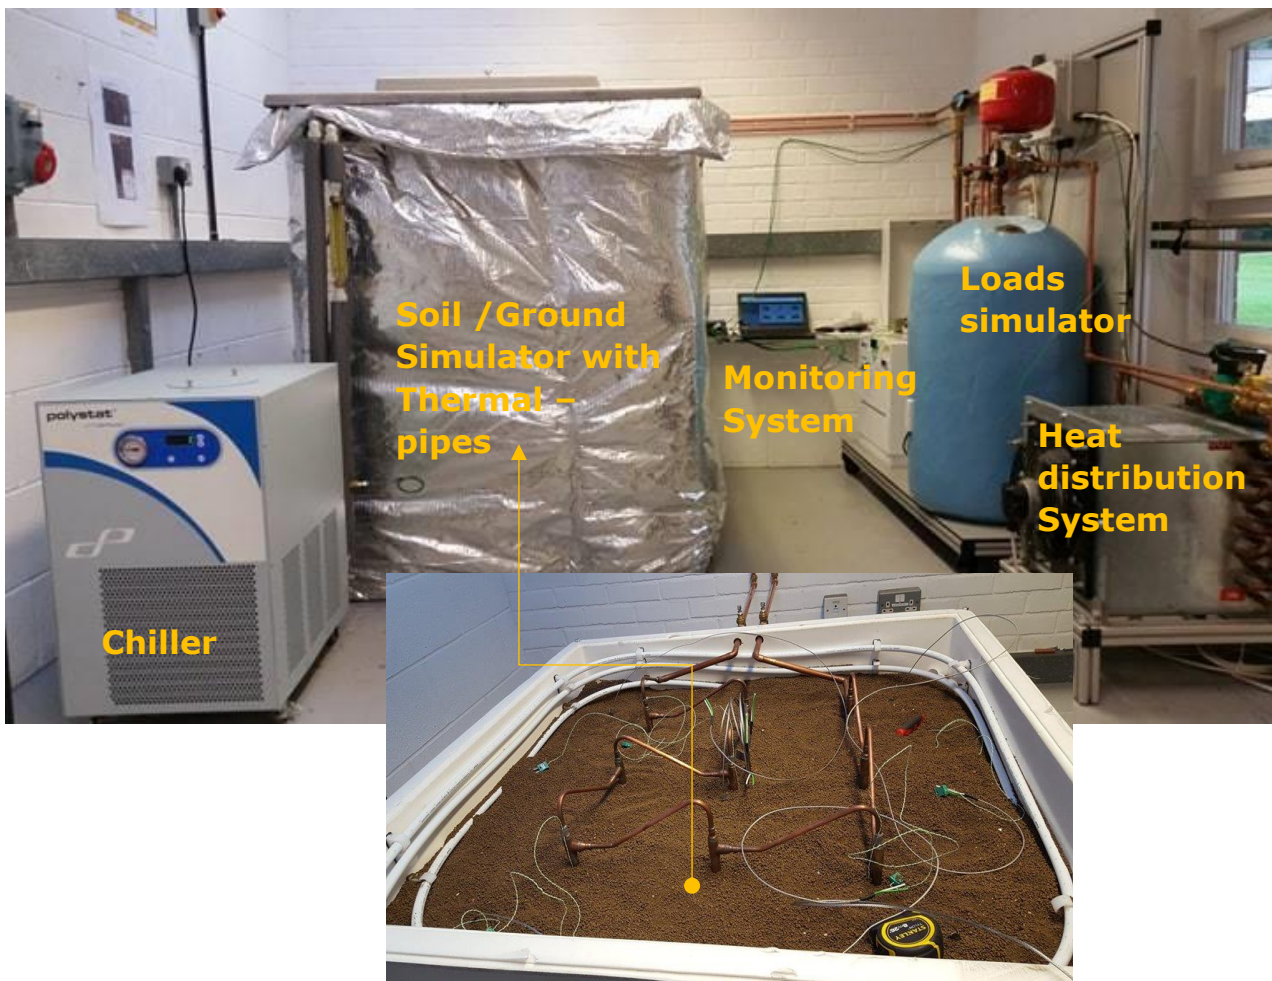 Soil /Ground
Simulator with
Thermal –
pipes
Loads
simulator
Monitoring
System
Heat
distribution
System
Chiller
polystat
STANLEY